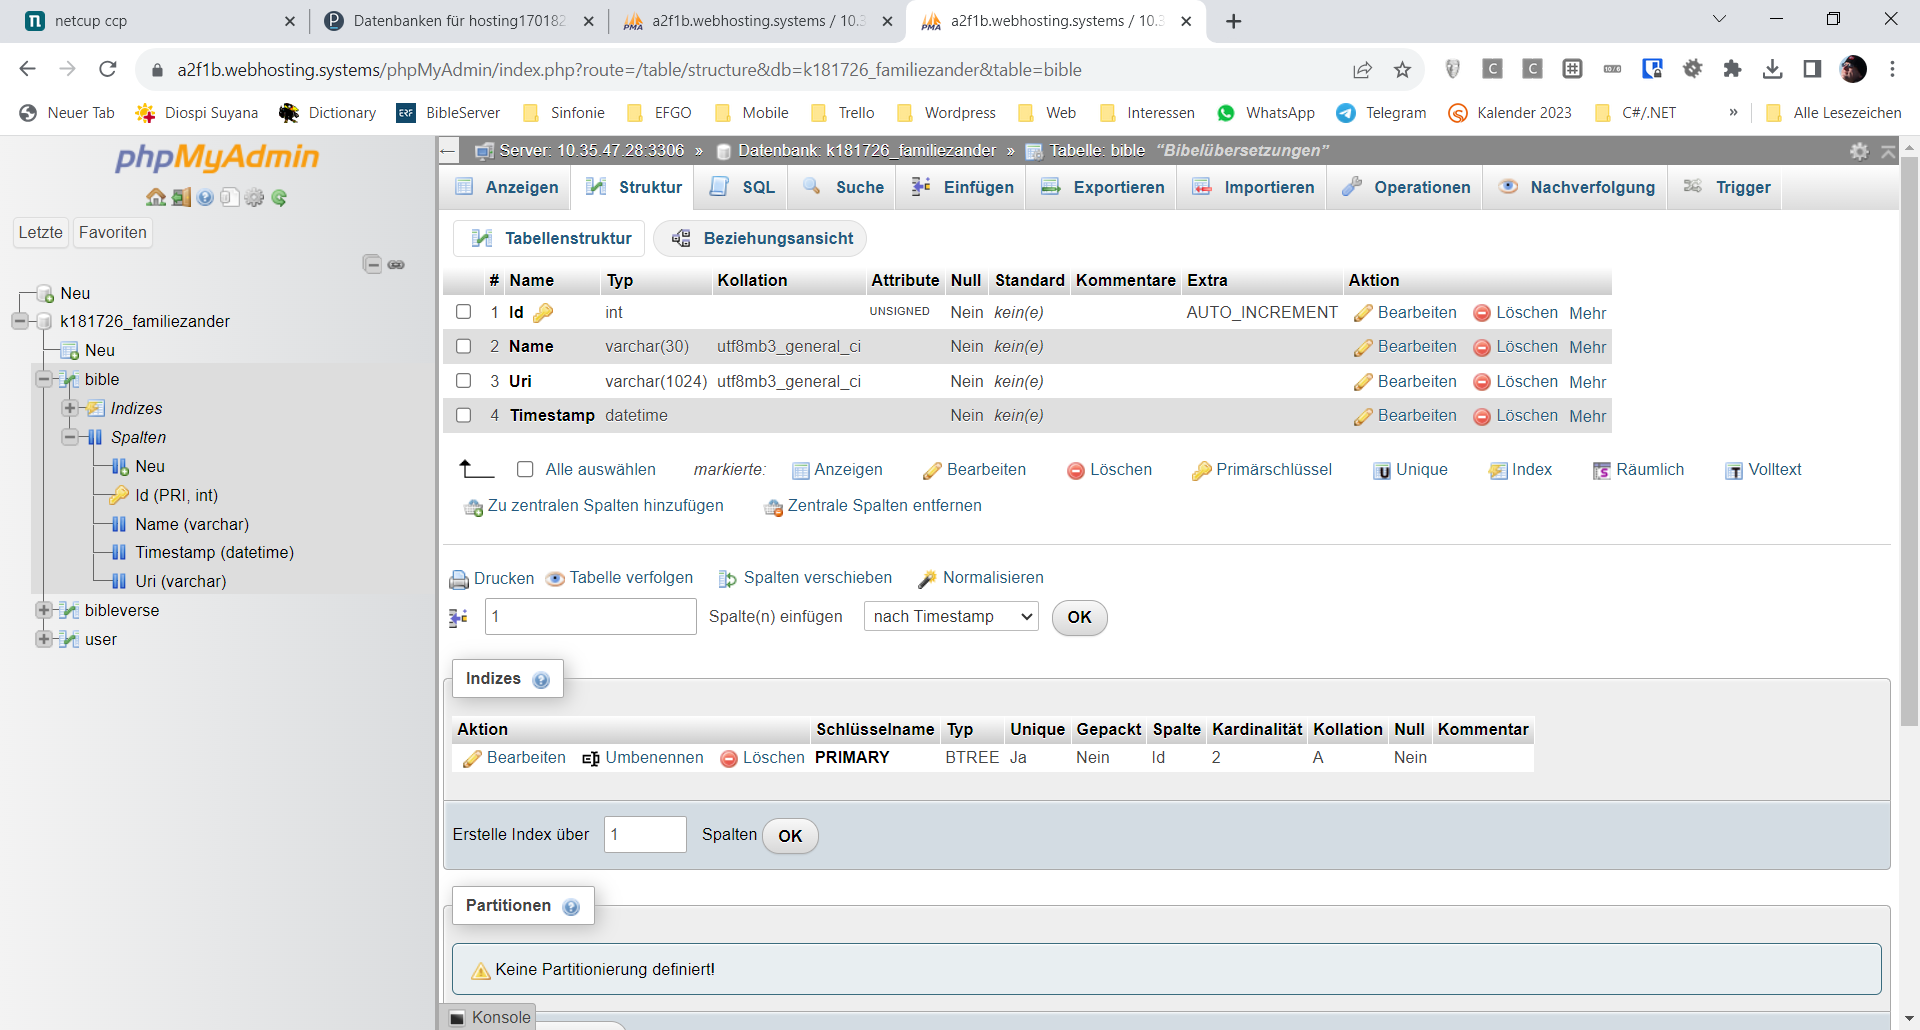 netcup ccp
Datenbanken für hosting170182
a2f1b.webhosting.systems / 10.3
a2f1b.webhosting.systems / 10.3
a2f1b.webhosting.systems/phpMyAdmin/index.php?route=/table/structure&db=k181726_familiezander&table=bible
Neuer Tab
Diospi Suyana
Dictionary
BibleServer
Sinfonie
EFGO
Mobile
Trello
Wordpress
Web
Interessen
WhatsApp
Telegram
Kalender 2023
C#/.NET
»
Alle Lesezeichen
phpMyAdmin
Letzte Favoriten
Neu
k181726_familiezander
Neu
bible
Indizes
Spalten
Neu
Id (PRI, int)
Name (varchar)
Timestamp (datetime)
Uri (varchar)
bibleverse
user
Server: 10.35.47.28:3306 » Datenbank: k181726_familiezander » Tabelle: bible "Bibelübersetzungen"
Anzeigen Struktur SQL Suche Einfügen Exportieren Importieren Operationen Nachverfolgung Trigger
Tabellenstruktur Beziehungsansicht
# Name Typ Kollation Attribute Null Standard Kommentare Extra Aktion
1 Id int UNSIGNED Nein kein(e) AUTO_INCREMENT Bearbeiten Löschen Mehr
2 Name varchar(30) utf8mb3_general_ci Nein kein(e) Bearbeiten Löschen Mehr
3 Uri varchar(1024) utf8mb3_general_ci Nein kein(e) Bearbeiten Löschen Mehr
4 Timestamp datetime Nein kein(e) Bearbeiten Löschen Mehr
Alle auswählen markierte: Anzeigen Bearbeiten Löschen Primärschlüssel Unique Index Räumlich Volltext
Zu zentralen Spalten hinzufügen Zentrale Spalten entfernen
Drucken Tabelle verfolgen Spalten verschieben Normalisieren
1 Spalte(n) einfügen nach Timestamp OK
Indizes
Aktion Schlüsselname Typ Unique Gepackt Spalte Kardinalität Kollation Null Kommentar
Bearbeiten Umbenennen Löschen PRIMARY BTREE Ja Nein Id 2 A Nein
Erstelle Index über 1 Spalten OK
Partitionen
Keine Partitionierung definiert!
Konsole